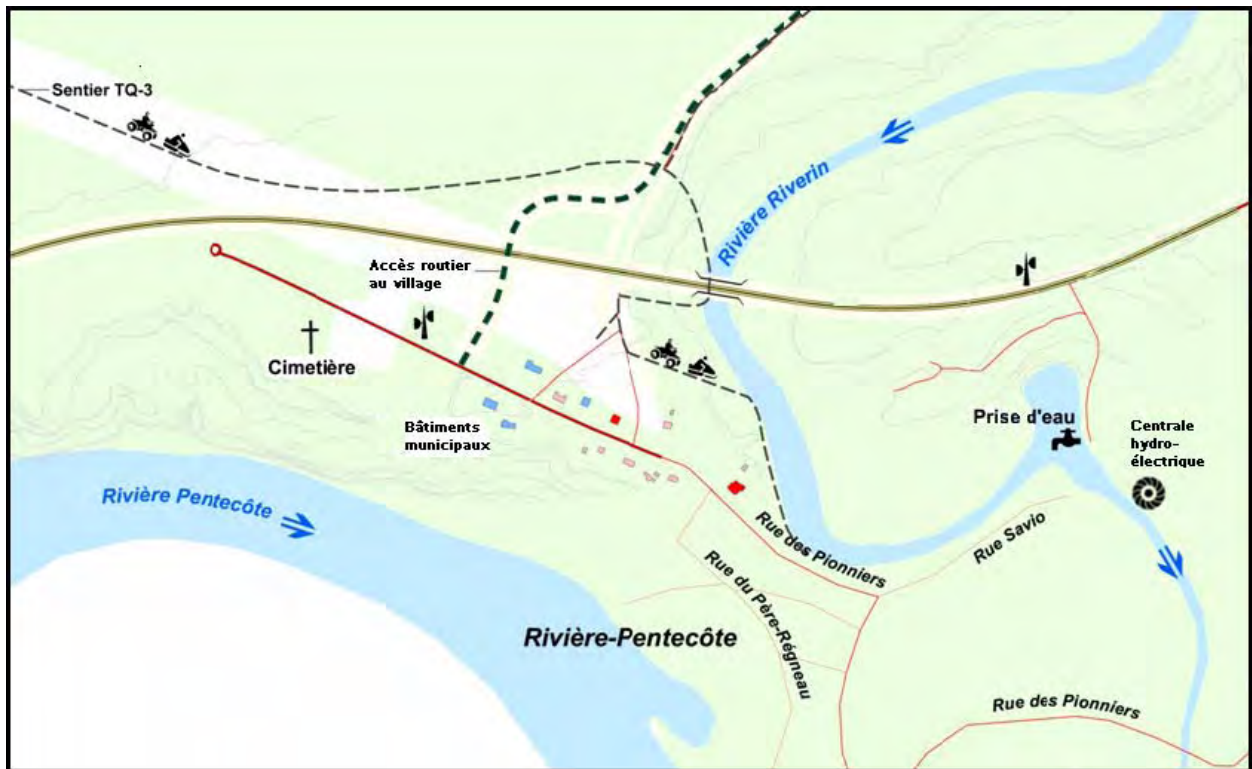 Sentier TQ-3
Rivière Riverin
Accès routier
au village
Cimetière
Bâtiments
municipaux
Prise d'eau
Centrale
hydro-
électrique
Rivière Pentecôte
Rue des Pionniers
Rue Savio
Rue du Père-Régneau
Rivière-Pentecôte
Rue des Pionniers